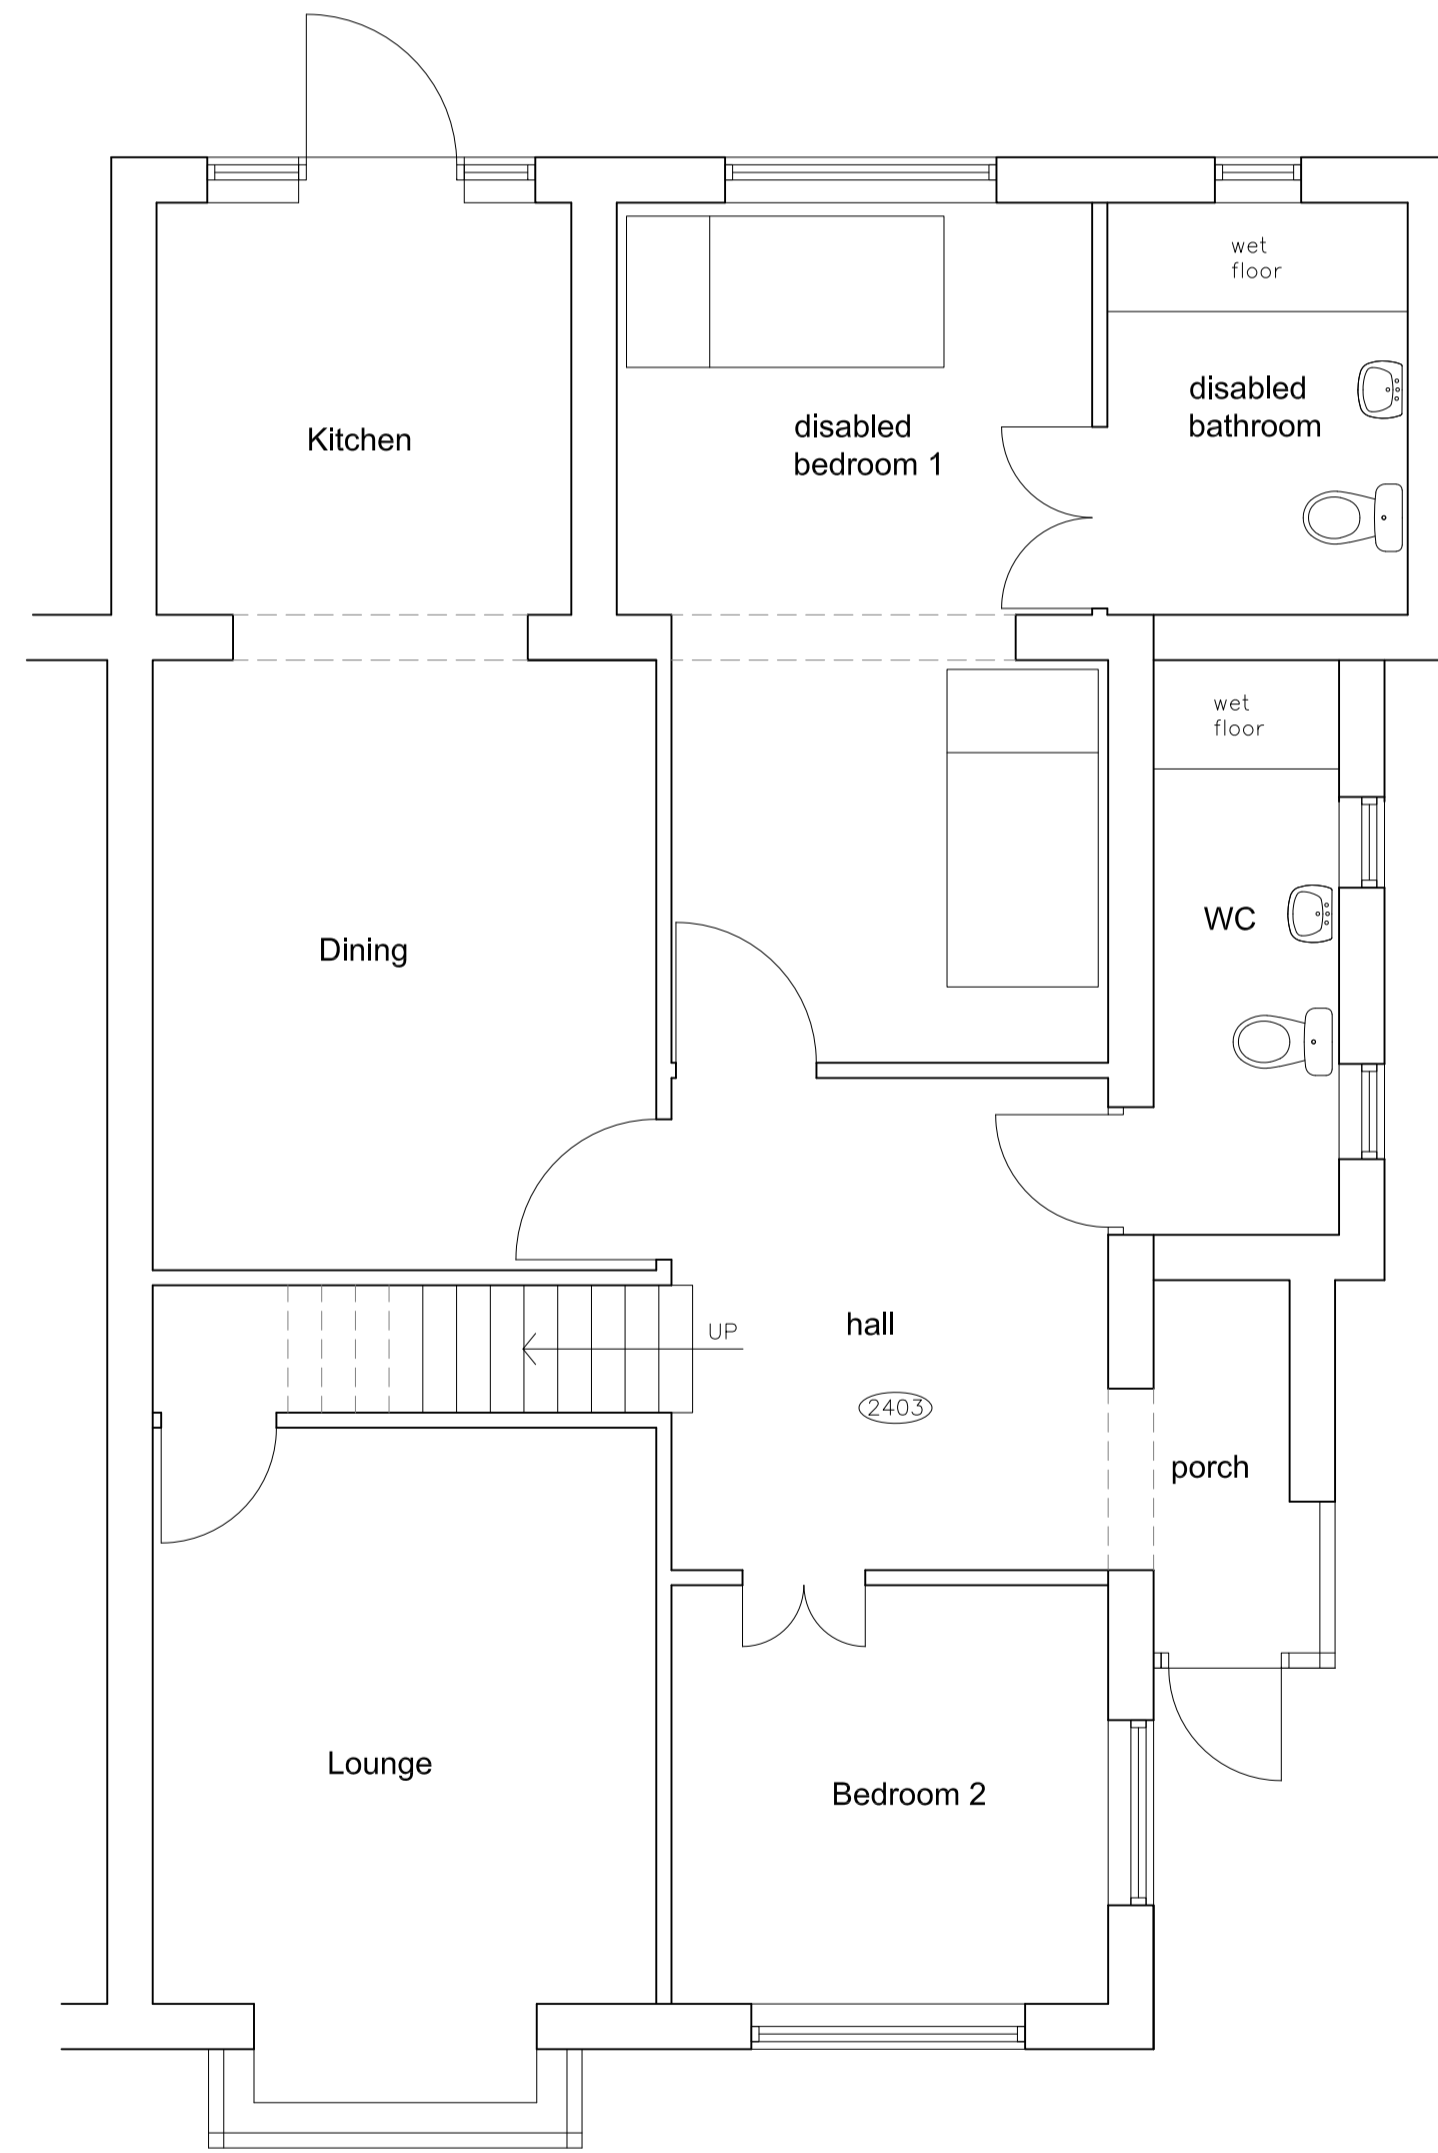 wet
floor
disabled
bathroom
Kitchen
disabled
bedroom 1
wet
floor
WC
Dining
UP
hall
2403
porch
Lounge
Bedroom 2